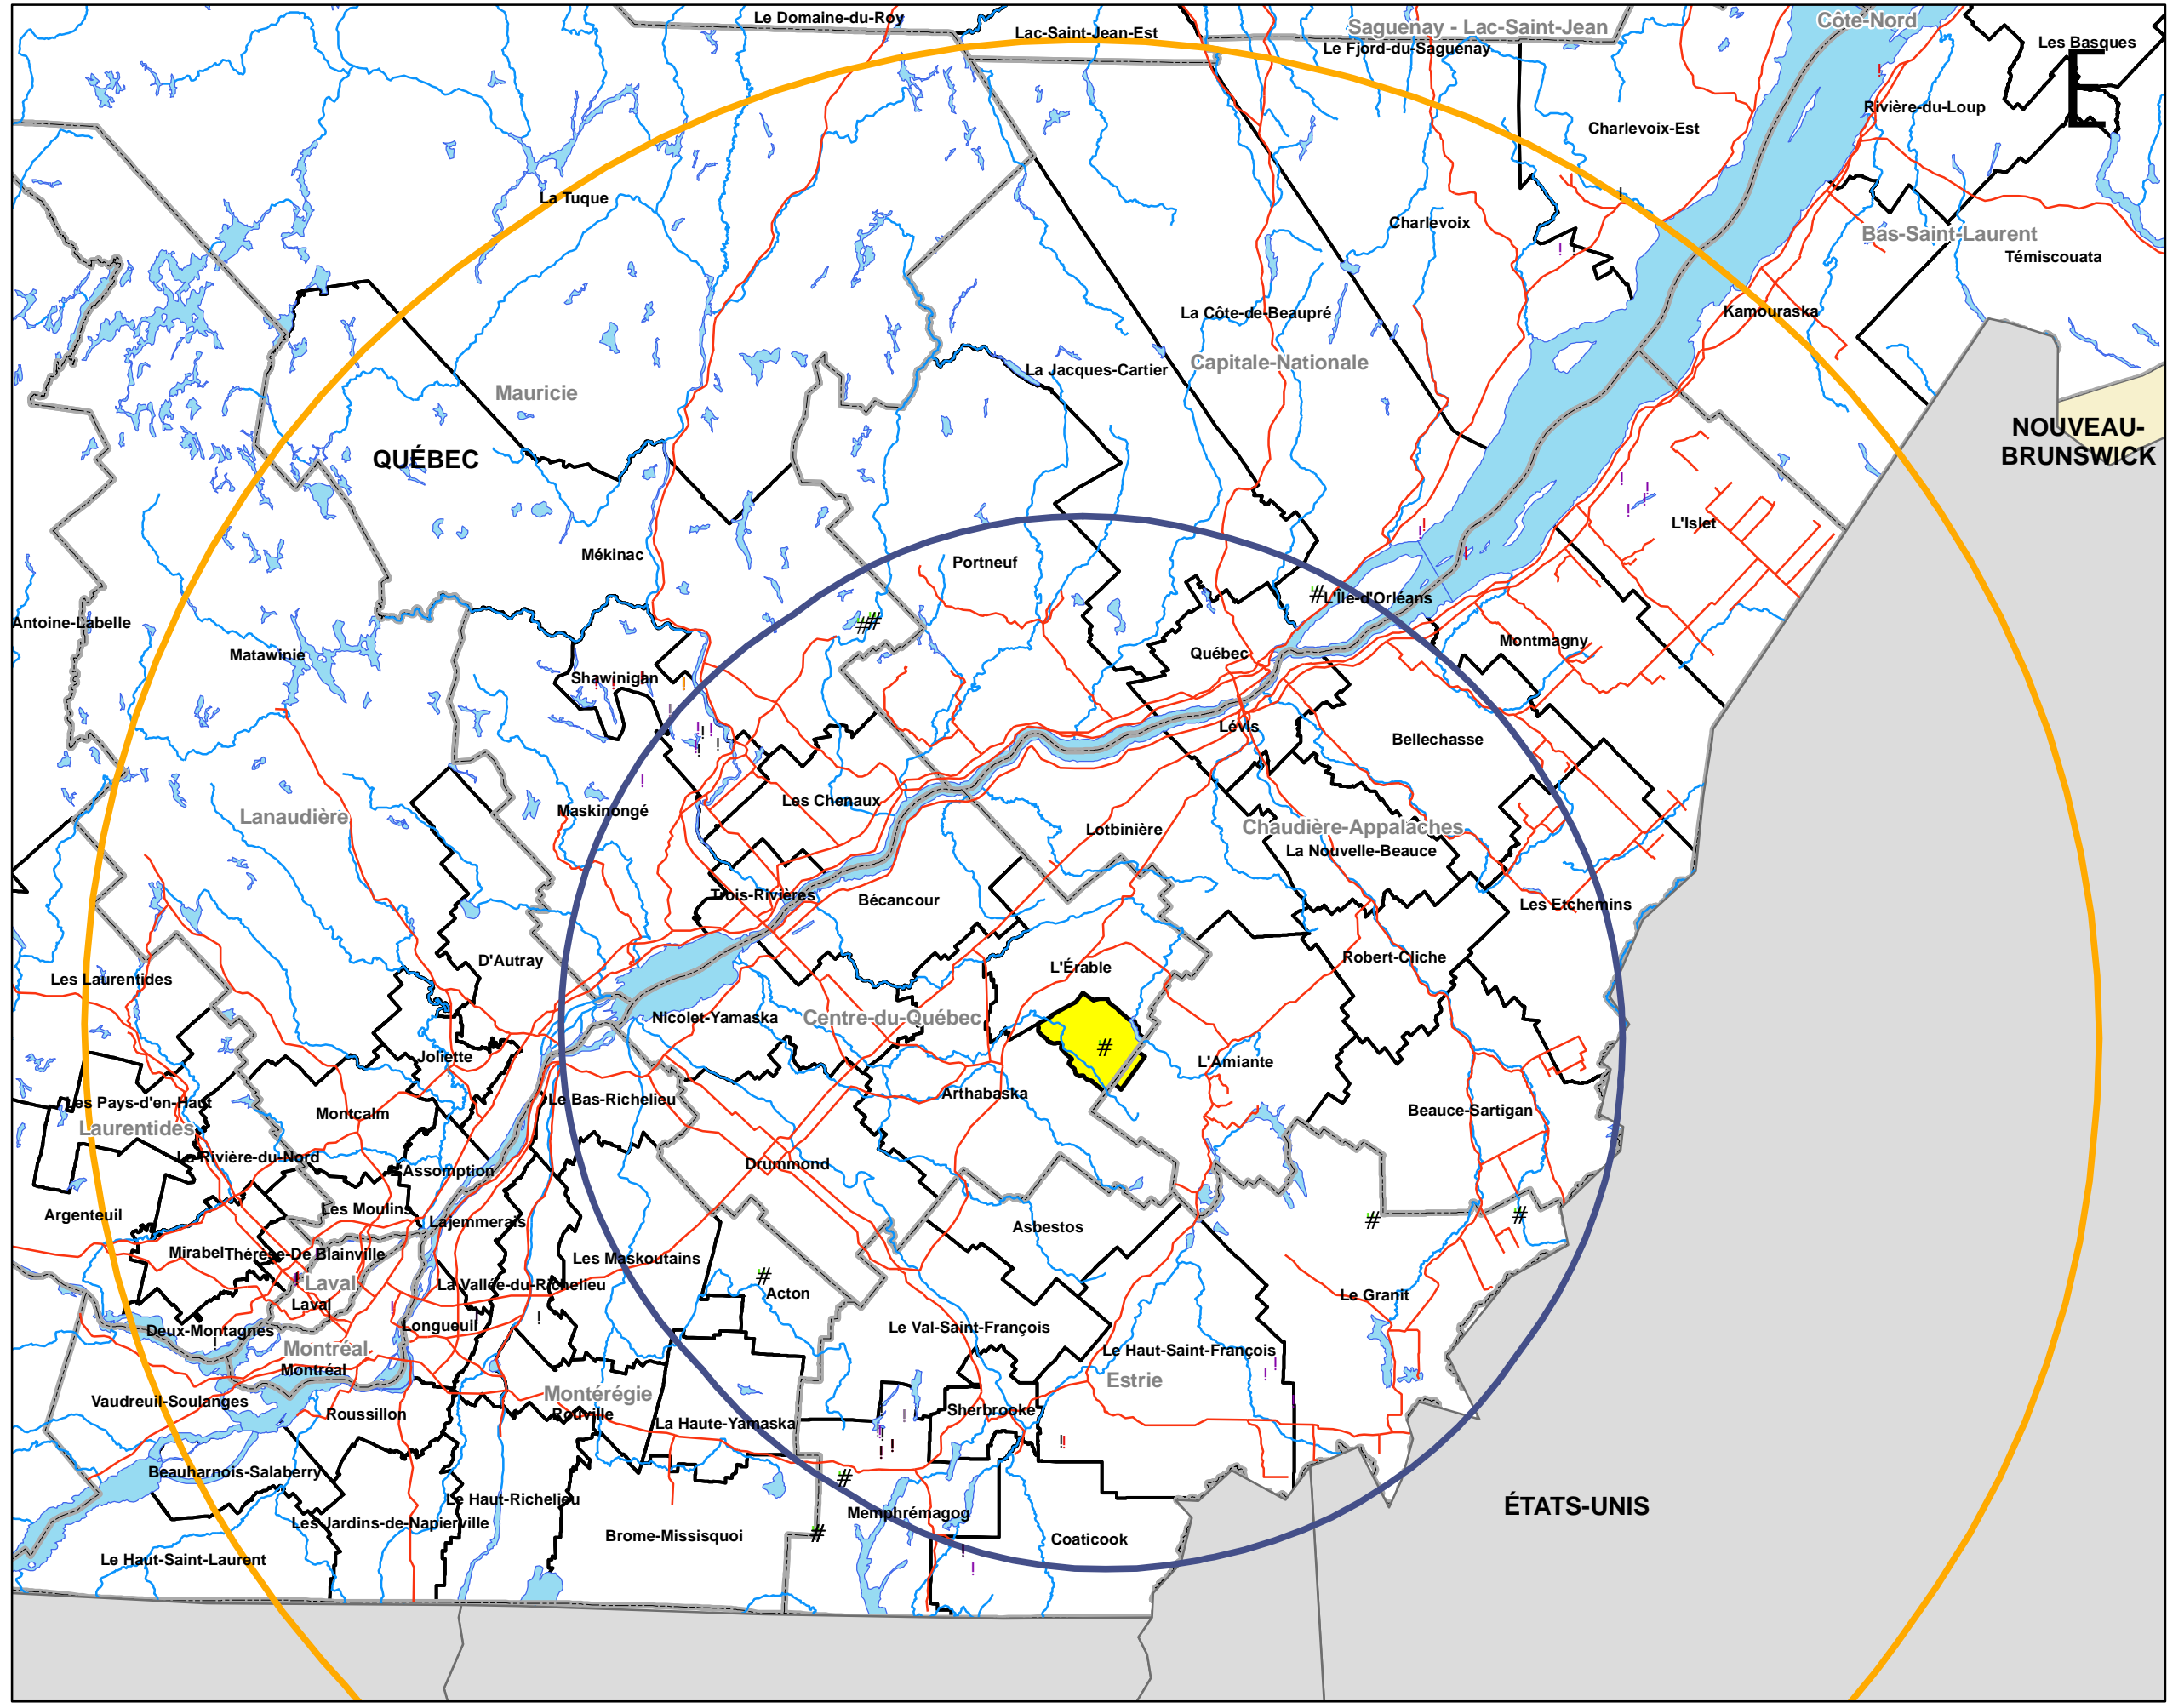 Le Domaine-du-Roy
Lac-Saint-Jean-Est
Saguenay - Lac-Saint-Jean
Côte-Nord
Le Fjord-du-Saguenay
Les Basques
E
Rivière-du-Loup
Charlevoix-Est
La Tuque
Charlevoix
Bas-Saint-Laurent
Témiscouata
La Côte-de-Beaupré
Kamouraska
Capitale-Nationale
La Jacques-Cartier
Mauricie
NOUVEAU-
BRUNSWICK
QUÉBEC
L'Islet
Mékinac
Portneuf
L'Île-d'Orléans
Antoine-Labelle
Montmagny
Matawinie
Québec
Shawinigan
Lévis
Bellechasse
Les Chenaux
Maskinongé
Lanaudière
Lotbinière
Chaudière-Appalaches
La Nouvelle-Beauce
Trois-Rivières
Bécancour
Les Etchemins
D'Autray
Robert-Cliche
L'Érable
Les Laurentides
Nicolet-Yamaska
Centre-du-Québec
Joliette
L'Amiante
Arthabaska
Le Bas-Richelieu
Les Pays-d'en-Haut
Montcalm
Beauce-Sartigan
Laurentides
La Rivière-du-Nord
Drummond
L'Assomption
Les Moulins
Argenteuil
Lajemmerais
Asbestos
Mirabel
Thérèse-De Blainville
Les Maskoutains
Laval
La Vallée-du-Richelieu
Acton
Le Granit
Laval
Longueuil
Le Val-Saint-François
Deux-Montagnes
Montréal
Le Haut-Saint-François
Montréal
Estrie
Montérégie
Vaudreuil-Soulanges
Roussillon
Rouville
Sherbrooke
La Haute-Yamaska
Beauharnois-Salaberry
Le Haut-Richelieu
ÉTATS-UNIS
Memphrémagog
Les Jardins-de-Napierville
Brome-Missisquoi
Coaticook
Le Haut-Saint-Laurent